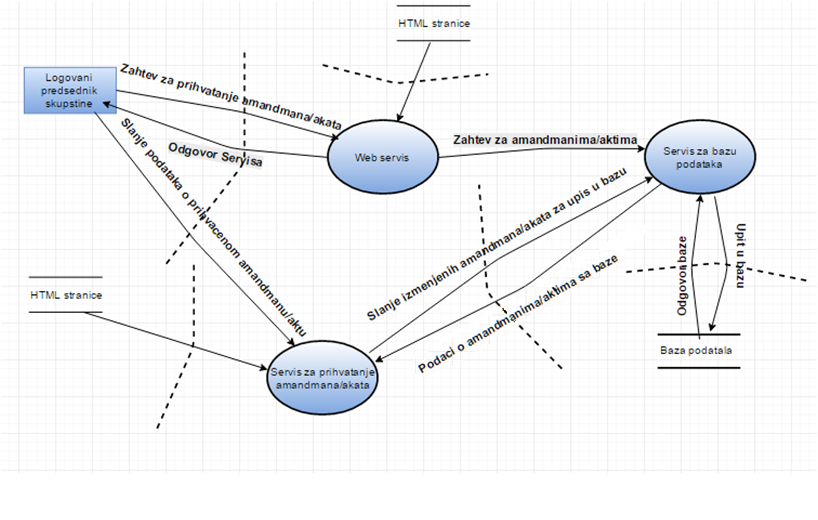 HTML stranice
Logovani
predsednik
skupstine
Zahtev za prihvatanje amandmana/akata
Odgovor Servisa
Web servis
Zahtev za amandmanima/aktima
Servis za bazu
podataka
Slanje podataka o prihvacenom amandmanu/aktu
Slanje izmenjenih amandmana/akata za upis u bazu
Podaci o amandmanima/aktima sa baze
Odgovor baze
Upit u bazu
HTML stranice
Servis za prihvatanje
amandmana/akata
Baza podatala